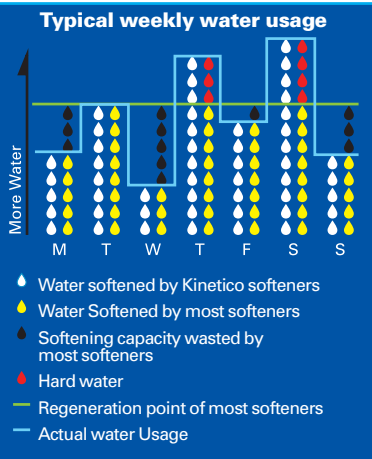 Typical weekly water usage
More Water
M T W T F S S
Water softened by Kinetico softeners
Water Softened by most softeners
Softening capacity wasted by
most softeners
Hard water
Regeneration point of most softeners
Actual water Usage